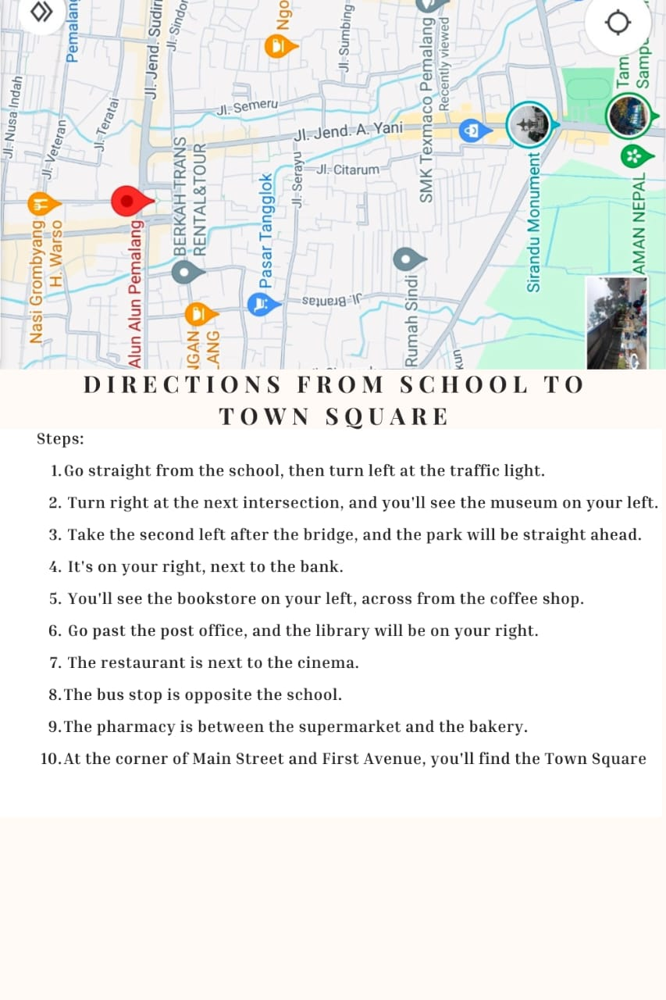 Jl. Nusa Indah
Pemalang
Jl. Veteran
Jl. Teratai
Jl. Jend. Sudir
Jl. Sindor
Ngo
Jl. Sumbing
Jl. Semeru
Jl. Jend. A. Yani
Jl. Serayu
Jl. Citarum
SMK Texmaco Pemalang
Recently viewed
Tam
Samp
Nasi Grombyang
H. Warso
Alun Alun Pemalang
BERKAH TRANS
RENTAL&TOUR
Pasar Tangglok
Jl. Brantas
Rumah Sindi
Sirandu Monument
AMAN NEPAL
NGAN
LANG
kun
DIRECTIONS FROM SCHOOL TO
TOWN SQUARE
Steps:
1. Go straight from the school, then turn left at the traffic light.
2. Turn right at the next intersection, and you'll see the museum on your left.
3. Take the second left after the bridge, and the park will be straight ahead.
4. It's on your right, next to the bank.
5. You'll see the bookstore on your left, across from the coffee shop.
6. Go past the post office, and the library will be on your right.
7. The restaurant is next to the cinema.
8. The bus stop is opposite the school.
9. The pharmacy is between the supermarket and the bakery.
10. At the corner of Main Street and First Avenue, you'll find the Town Square